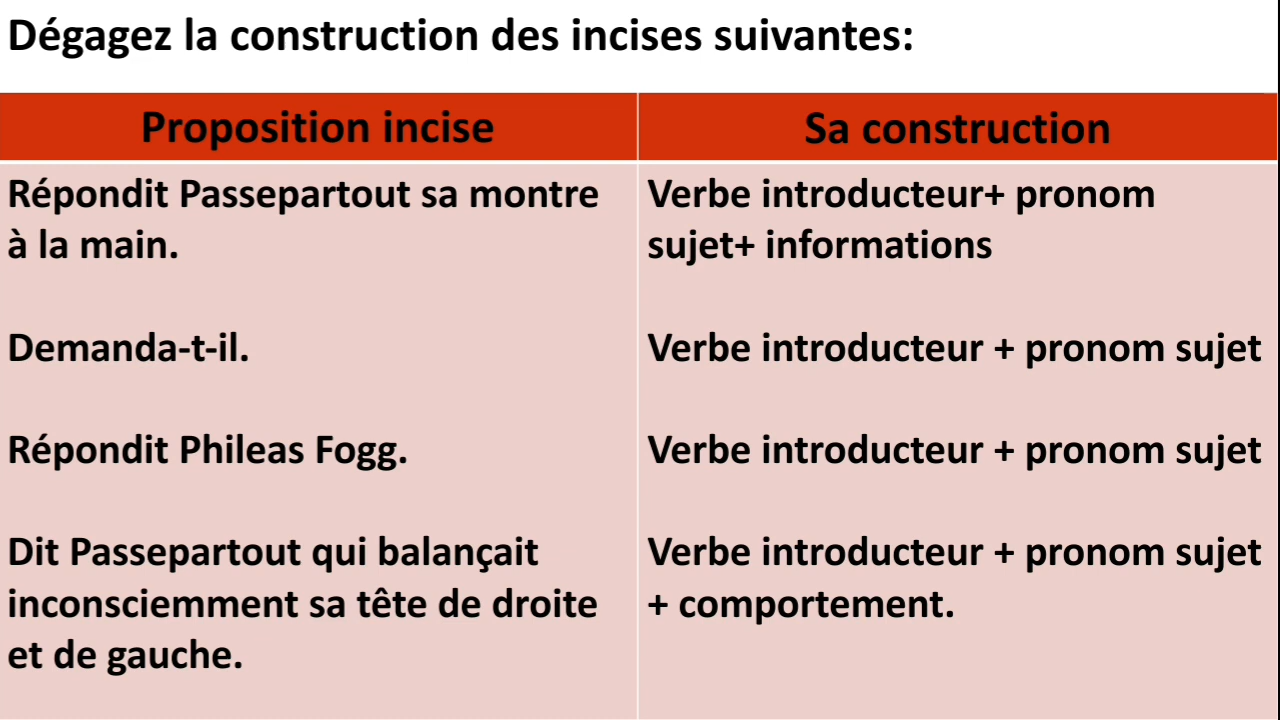 Dégagez la construction des incises suivantes:
Proposition incise
Sa construction
Répondit Passepartout sa montre
à la main.
Verbe introducteur+ pronom
sujet+ informations
Demanda-t-il.
Verbe introducteur + pronom sujet
Répondit Phileas Fogg.
Verbe introducteur + pronom sujet
Dit Passepartout qui balançait
inconsciemment sa tête de droite
et de gauche.
Verbe introducteur + pronom sujet
+ comportement.